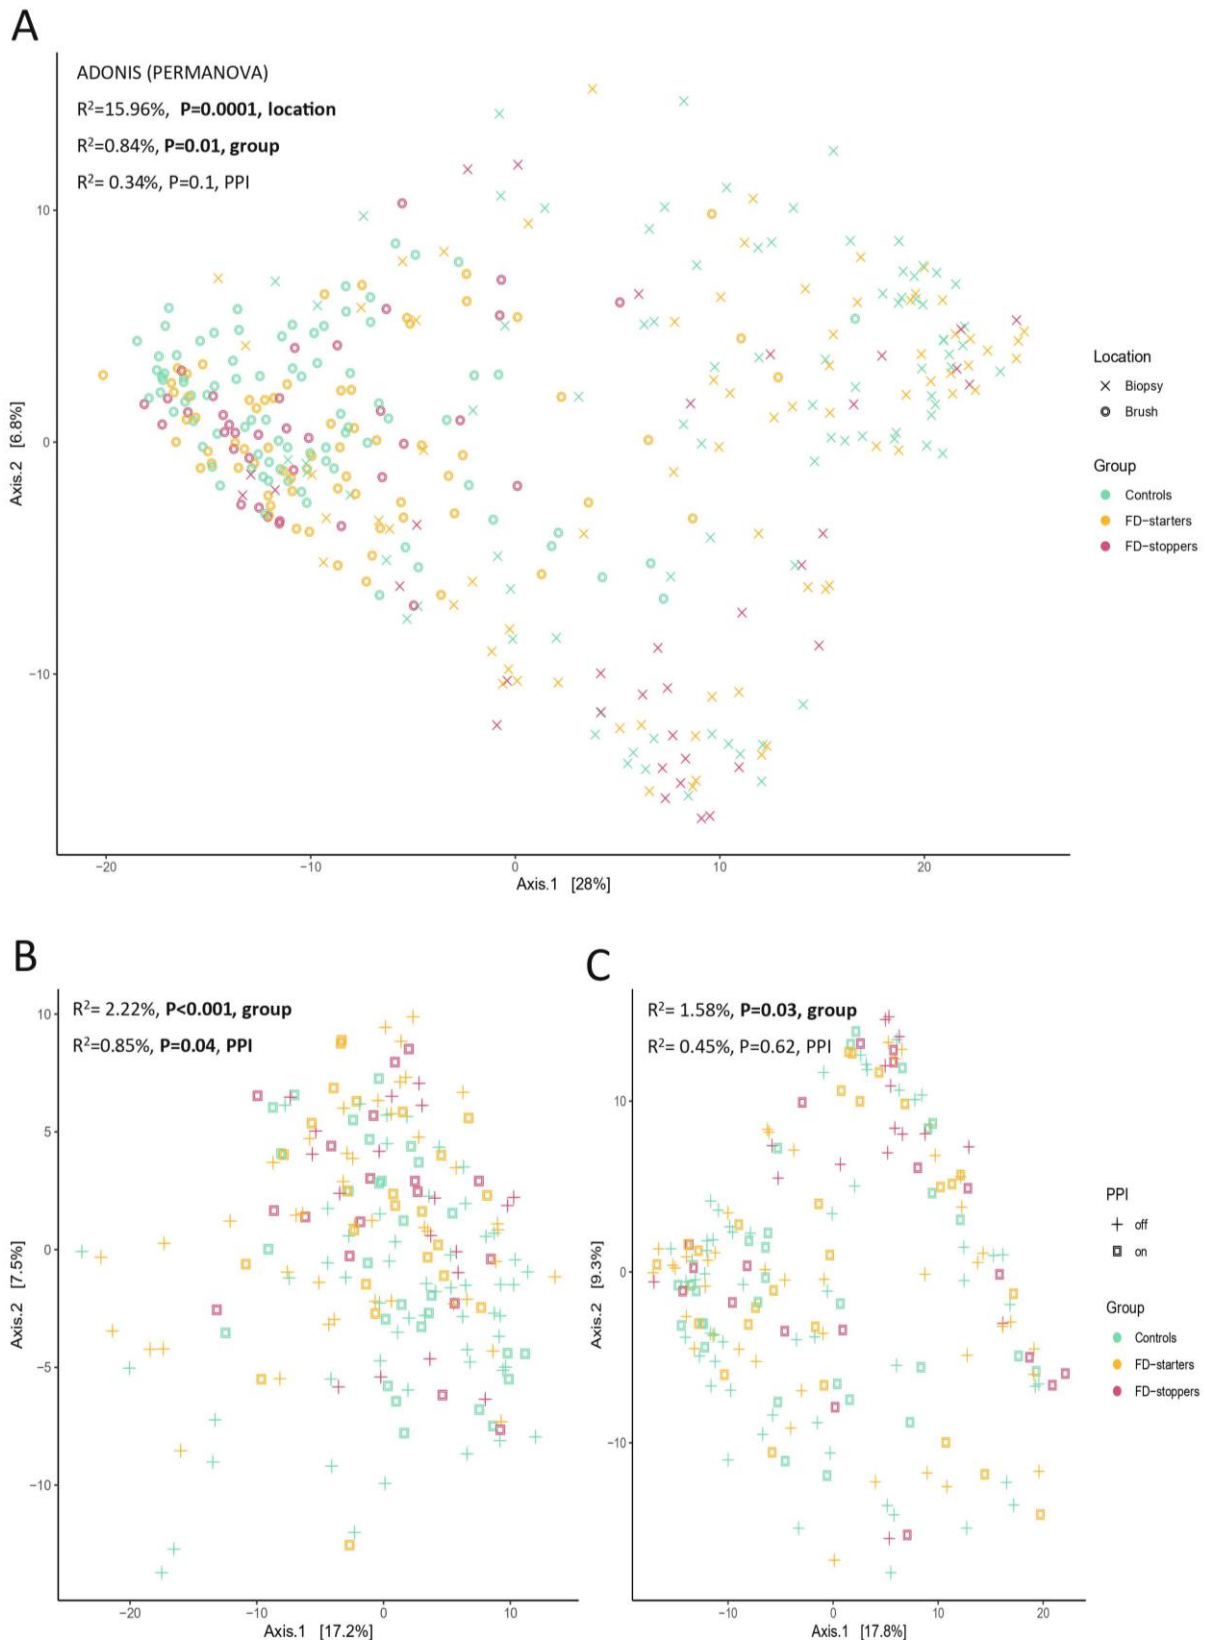 A
ADONIS (PERMANOVA)
R²=15.96%, P=0.0001, location
R²=0.84%, P=0.01, group
R²= 0.34%, P=0.1, PPI
10
0
−10
Axis.2 [6.8%]
−20
−10
0
10
20
Axis.1 [28%]
Location
Biopsy
Brush
Group
Controls
FD−starters
FD−stoppers
B
R²= 2.22%, P<0.001, group
R²=0.85%, P=0.04, PPI
10
5
0
−5
−10
Axis.2 [7.5%]
−20
−10
0
10
Axis.1 [17.2%]
C
R²= 1.58%, P=0.03, group
R²= 0.45%, P=0.62, PPI
10
0
−10
Axis.2 [9.3%]
−10
0
10
20
Axis.1 [17.8%]
PPI
off
on
Group
Controls
FD−starters
FD−stoppers